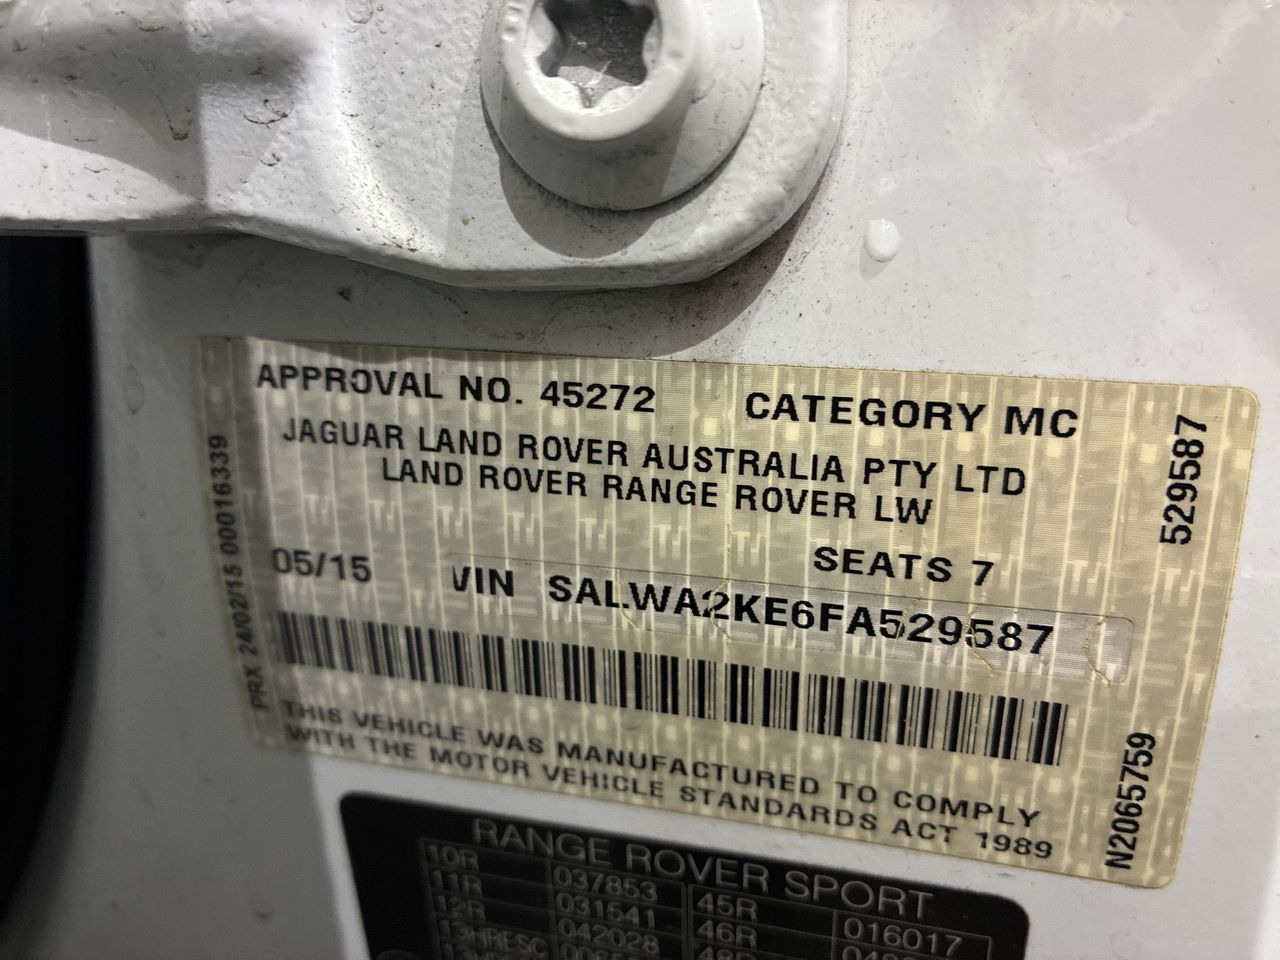 APPROVAL NO. 45272 CATEGORY MC
JAGUAR LAND ROVER AUSTRALIA PTY LTD
LAND ROVER RANGE ROVER LW
SEATS 7
05/15 VIN SALWA2KE6FA529587
THIS VEHICLE WAS MANUFACTURED TO COMPLY
WITH THE MOTOR VEHICLE STANDARDS ACT 1989
PRX 24/02/15 00016339
529587
N2065759
RANGE ROVER SPORT
10R 037853 45R 016017
11R 031541 46R
12R 042028
13HRESC